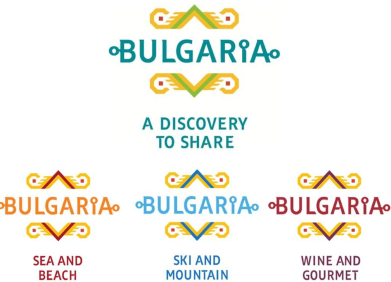 BULGARIA
A DISCOVERY
TO SHARE
BULGARIA
SEA AND
BEACH
BULGARIA
SKI AND
MOUNTAIN
BULGARIA
WINE AND
GOURMET